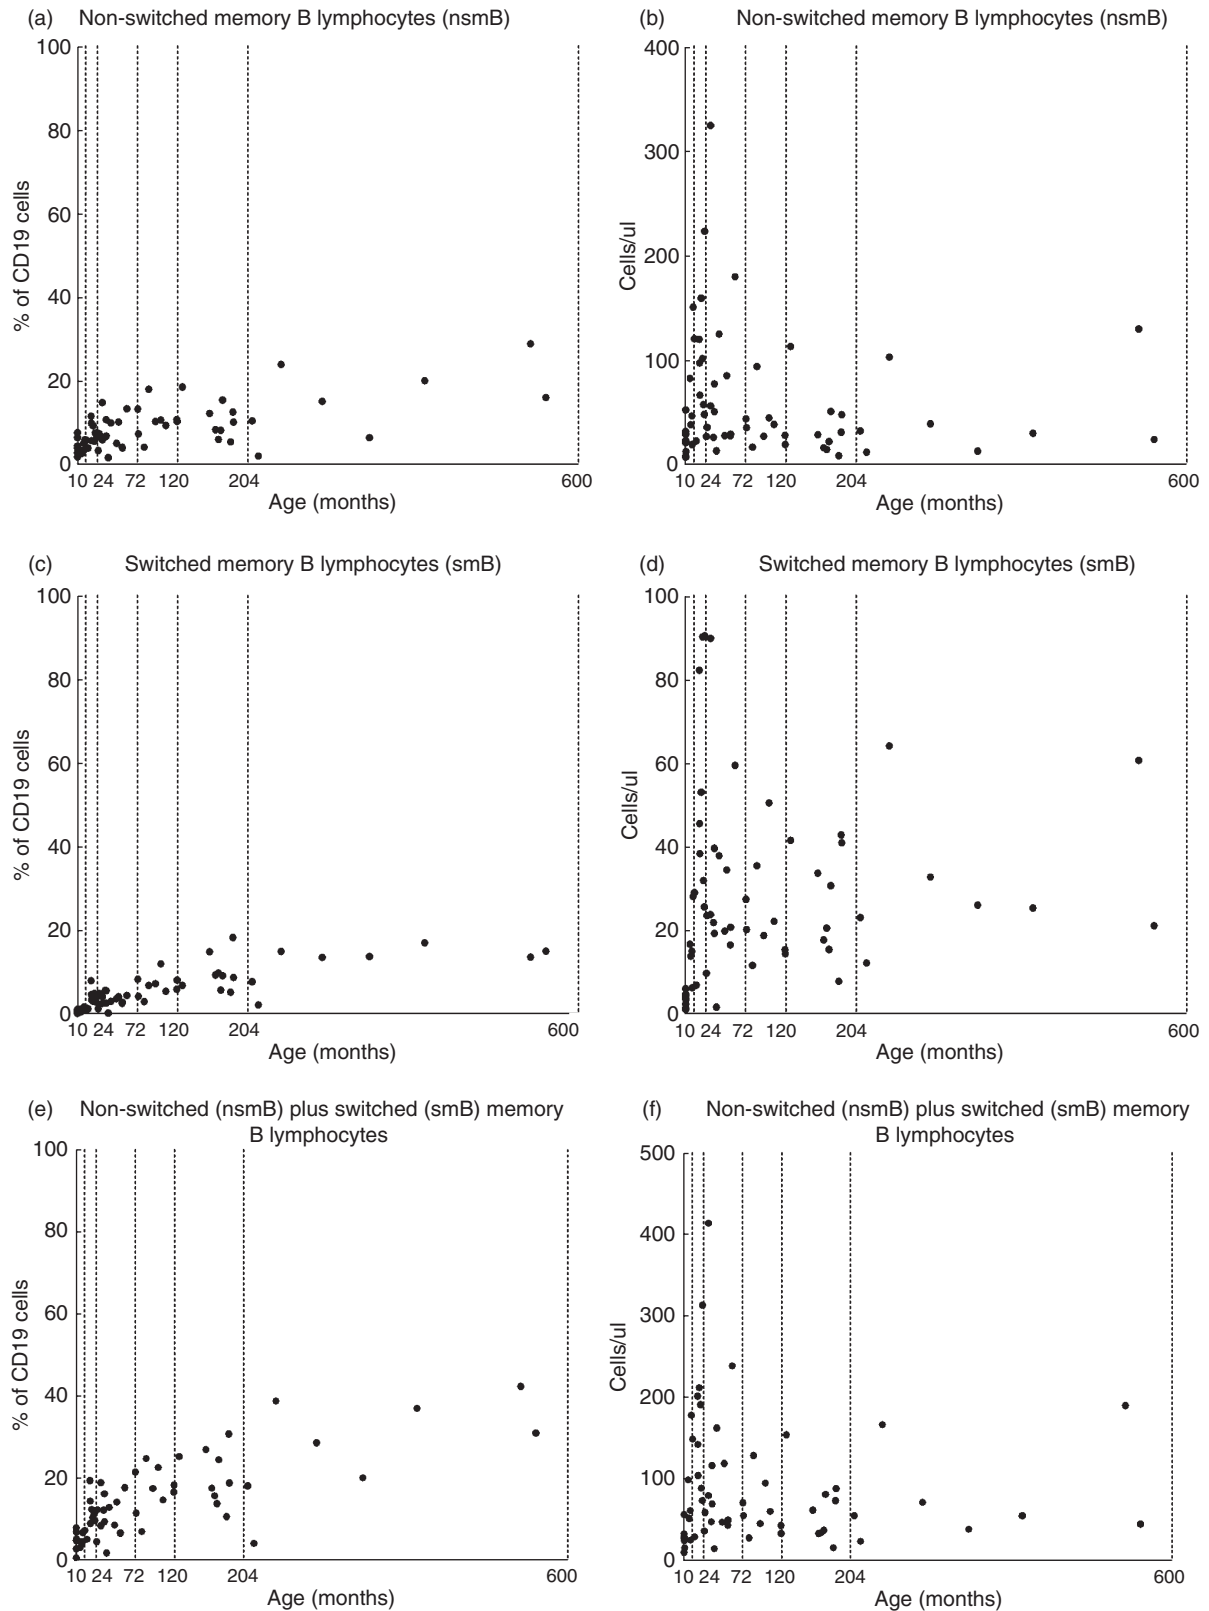 (a) Non-switched memory B lymphocytes (nsmB)
100
80
60
40
20
0
% of CD19 cells
10 24 72 120 204 600
Age (months)
(b) Non-switched memory B lymphocytes (nsmB)
400
300
200
100
0
Cells/ul
10 24 72 120 204 600
Age (months)
(c) Switched memory B lymphocytes (smB)
100
80
60
40
20
0
% of CD19 cells
10 24 72 120 204 600
Age (months)
(d) Switched memory B lymphocytes (smB)
100
80
60
40
20
0
Cells/ul
10 24 72 120 204 600
Age (months)
(e) Non-switched (nsmB) plus switched (smB) memory
B lymphocytes
100
80
60
40
20
0
% of CD19 cells
10 24 72 120 204 600
Age (months)
(f) Non-switched (nsmB) plus switched (smB) memory
B lymphocytes
500
400
300
200
100
0
Cells/ul
10 24 72 120 204 600
Age (months)